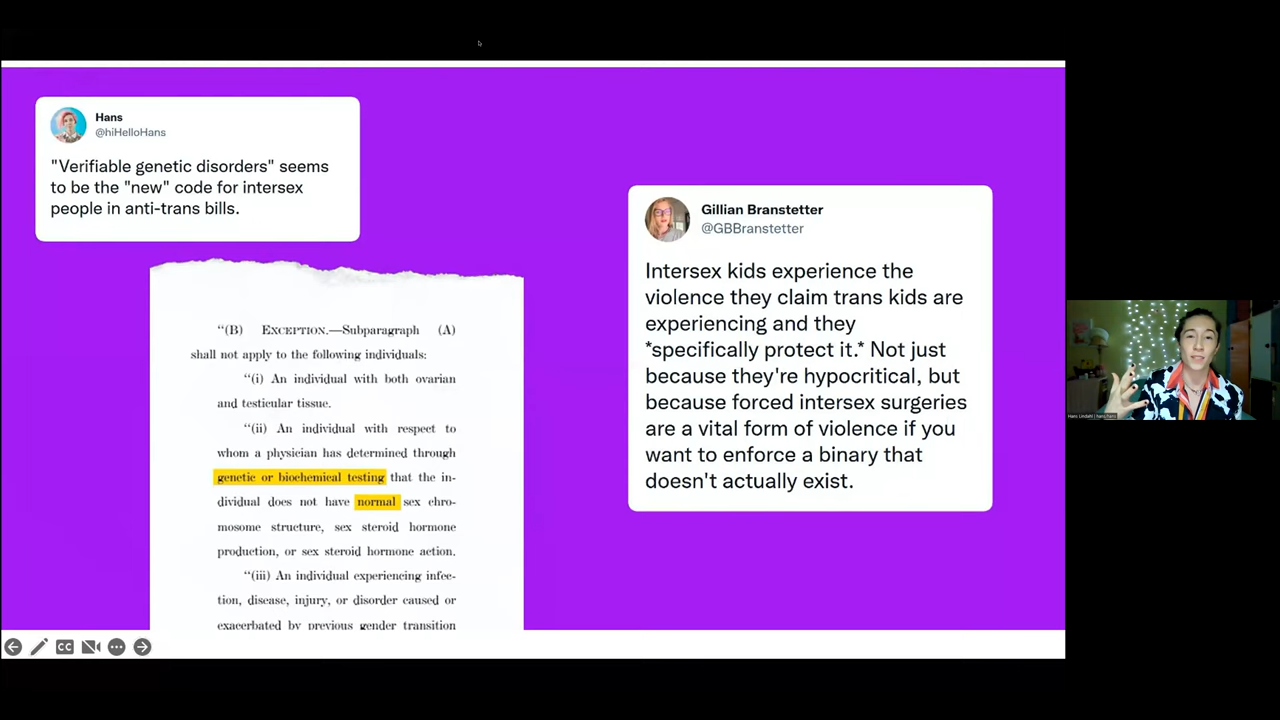 Hans
@hiHelloHans
"Verifiable genetic disorders" seems
to be the "new" code for intersex
people in anti-trans bills.
“(B) EXCEPTION.—Subparagraph (A)
shall not apply to the following individuals:
“(i) An individual with both ovarian
and testicular tissue.
“(ii) An individual with respect to
whom a physician has determined through
genetic or biochemical testing that the in-
dividual does not have normal sex chro-
mosome structure, sex steroid hormone
production, or sex steroid hormone action.
“(iii) An individual experiencing infec-
tion, disease, injury, or disorder caused or
exacerbated by previous gender transition
Gillian Branstetter
@GBBranstetter
Intersex kids experience the
violence they claim trans kids are
experiencing and they
*specifically protect it.* Not just
because they're hypocritical, but
because forced intersex surgeries
are a vital form of violence if you
want to enforce a binary that
doesn't actually exist.
CC
Hans Lindahl |